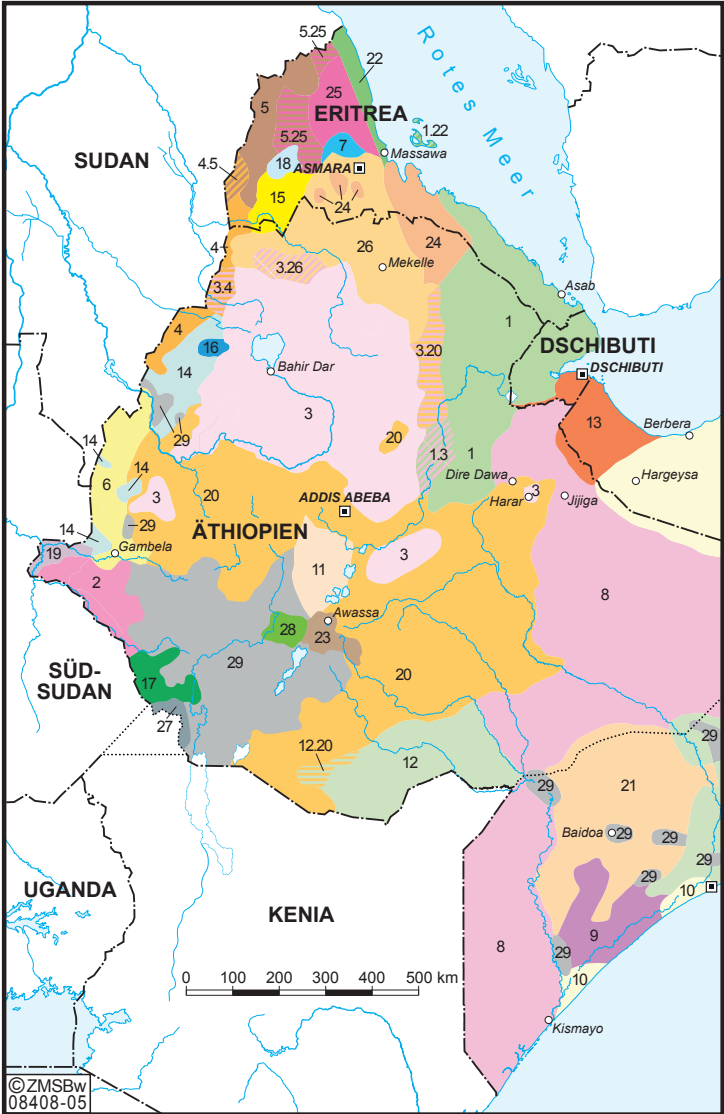 5.25
22
Rotes Meer
5
25
ERITREA
1.22
5.25
7
SUDAN
Massawa
4.5
18
ASMARA
15
24
4
26
24
3.26
Mekelle
3.4
Asab
4
1
16
3.20
DSCHIBUTI
14
Bahir Dar
DSCHIBUTI
3
13
29
20
Berbera
14
1.3
1
6
14
20
Dire Dawa
Hargeysa
3
ADDIS ABEBA
Harar
3
Jijiga
14
29
ÄTHIOPIEN
19
Gambela
3
2
11
8
Awassa
28
23
SÜD-
SUDAN
29
17
20
27
29
12.20
12
29
21
Baidoa
29
29
29
29
UGANDA
10
KENIA
9
8
29
0 100 200 300 400 500 km
10
Kismayo
©ZMSBw
08408-05